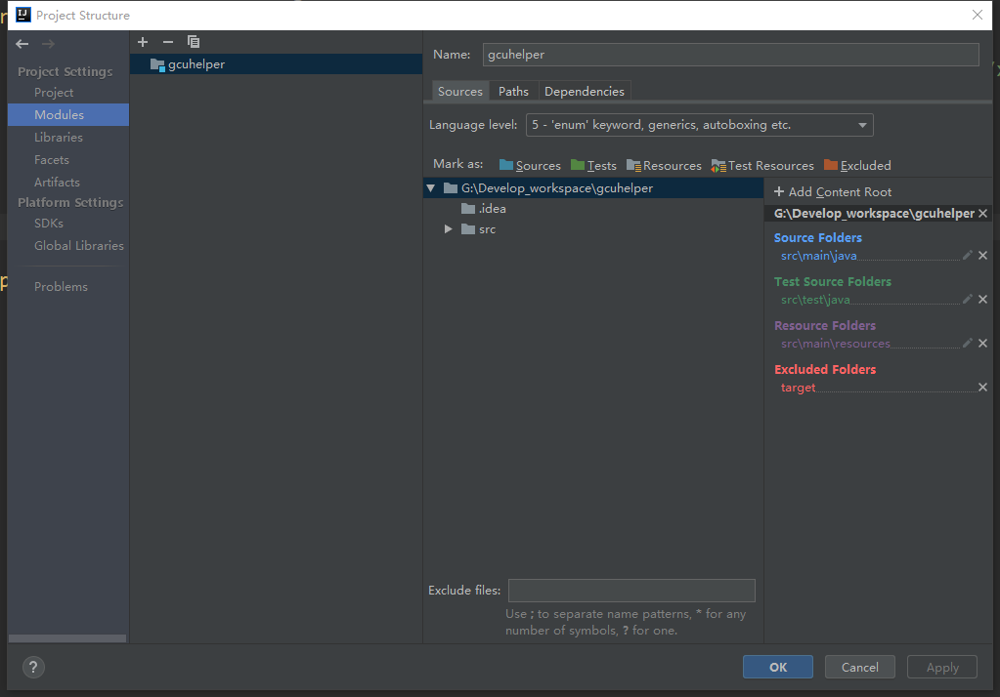 Project Structure
Project Settings
Project
Modules
Libraries
Facets
Artifacts
Platform Settings
SDKs
Global Libraries
Problems
gcuhelper
Name: gcuhelper
Sources Paths Dependencies
Language level: 5 - 'enum' keyword, generics, autoboxing etc.
Mark as: Sources Tests Resources Test Resources Excluded
G:\Develop_workspace\gcuhelper
.idea
src
+ Add Content Root
G:\Develop_workspace\gcuhelper
Source Folders
src\main\java
Test Source Folders
src\test\java
Resource Folders
src\main\resources
Excluded Folders
target
Exclude files:
Use ; to separate name patterns, * for any
number of symbols, ? for one.
?
OK Cancel Apply